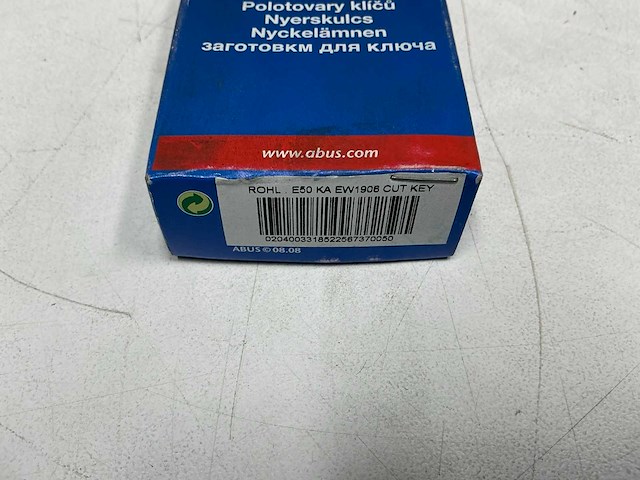 Polotovary klíčů
Nyerskulcs
Nyckelämnen
заготовкм для ключа
www.abus.com
ROHL . E50 KA EW1906 CUT KEY
0204003318522567370050
ABUS © 08.08